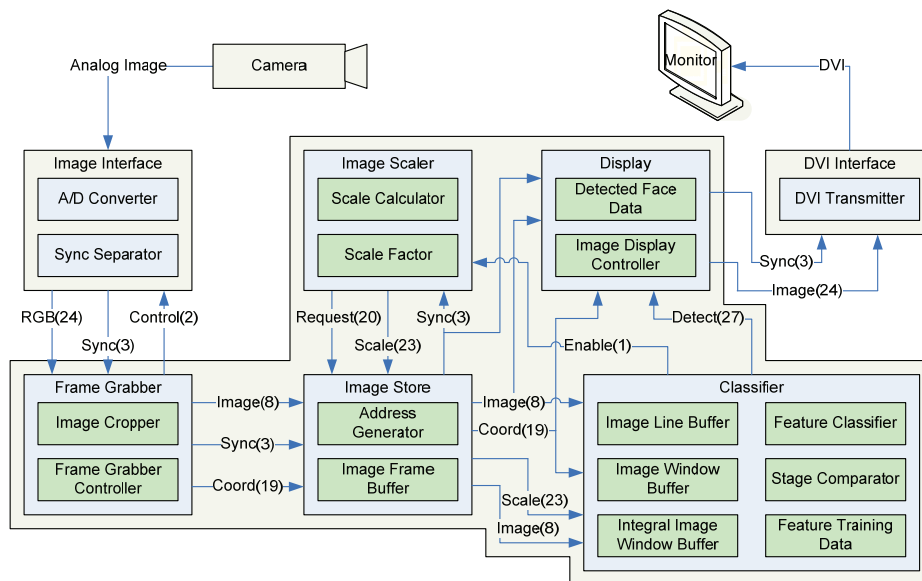 Analog Image
Camera
Monitor
DVI
Image Interface
A/D Converter
Sync Separator
Image Scaler
Scale Calculator
Scale Factor
Display
Detected Face
Data
Image Display
Controller
DVI Interface
DVI Transmitter
Sync(3)
Image(24)
RGB(24)
Control(2)
Sync(3)
Request(20)
Sync(3)
Scale(23)
Detect(27)
Enable(1)
Frame Grabber
Image Cropper
Frame Grabber
Controller
Image(8)
Sync(3)
Coord(19)
Image Store
Address
Generator
Image Frame
Buffer
Image(8)
Coord(19)
Scale(23)
Image(8)
Classifier
Image Line Buffer
Feature Classifier
Image Window
Buffer
Stage Comparator
Integral Image
Window Buffer
Feature Training
Data